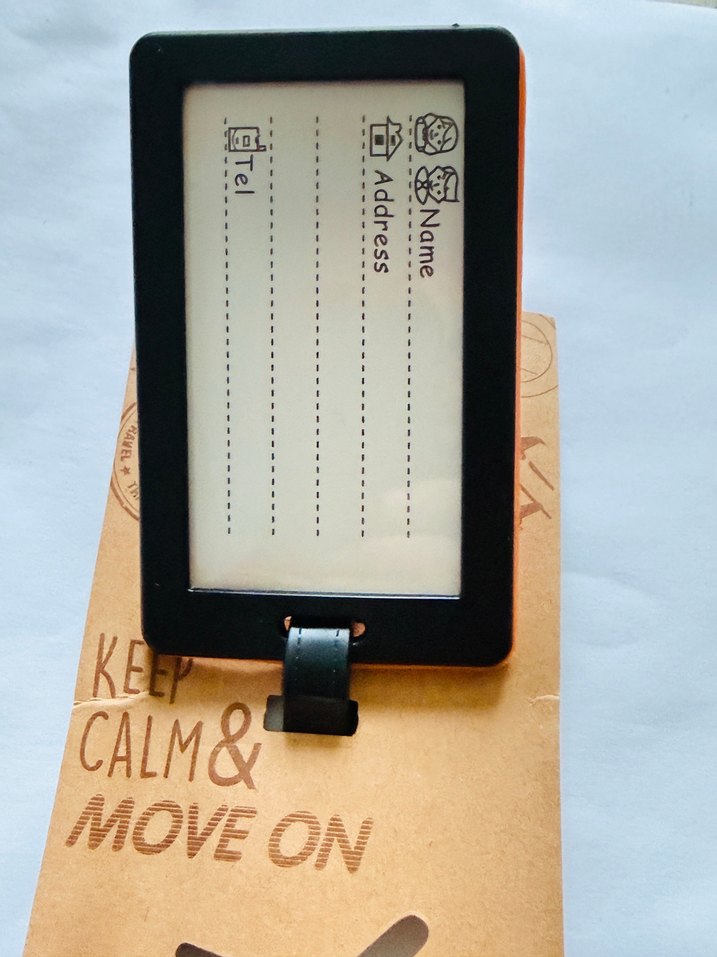 Name
Address
Tel
KEEP
CALM &
MOVE ON